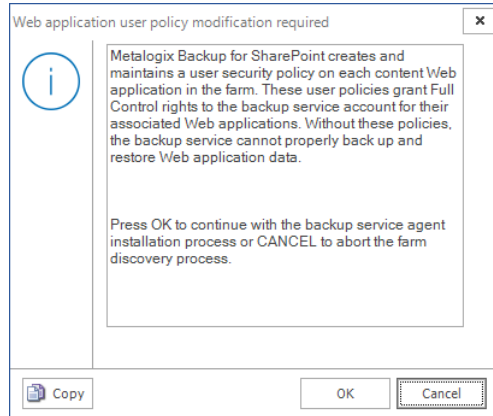 Web application user policy modification required
Metalogix Backup for SharePoint creates and
maintains a user security policy on each content Web
application in the farm. These user policies grant Full
Control rights to the backup service account for their
associated Web applications. Without these policies,
the backup service cannot properly back up and
restore Web application data.
Press OK to continue with the backup service agent
installation process or CANCEL to abort the farm
discovery process.
Copy
OK
Cancel